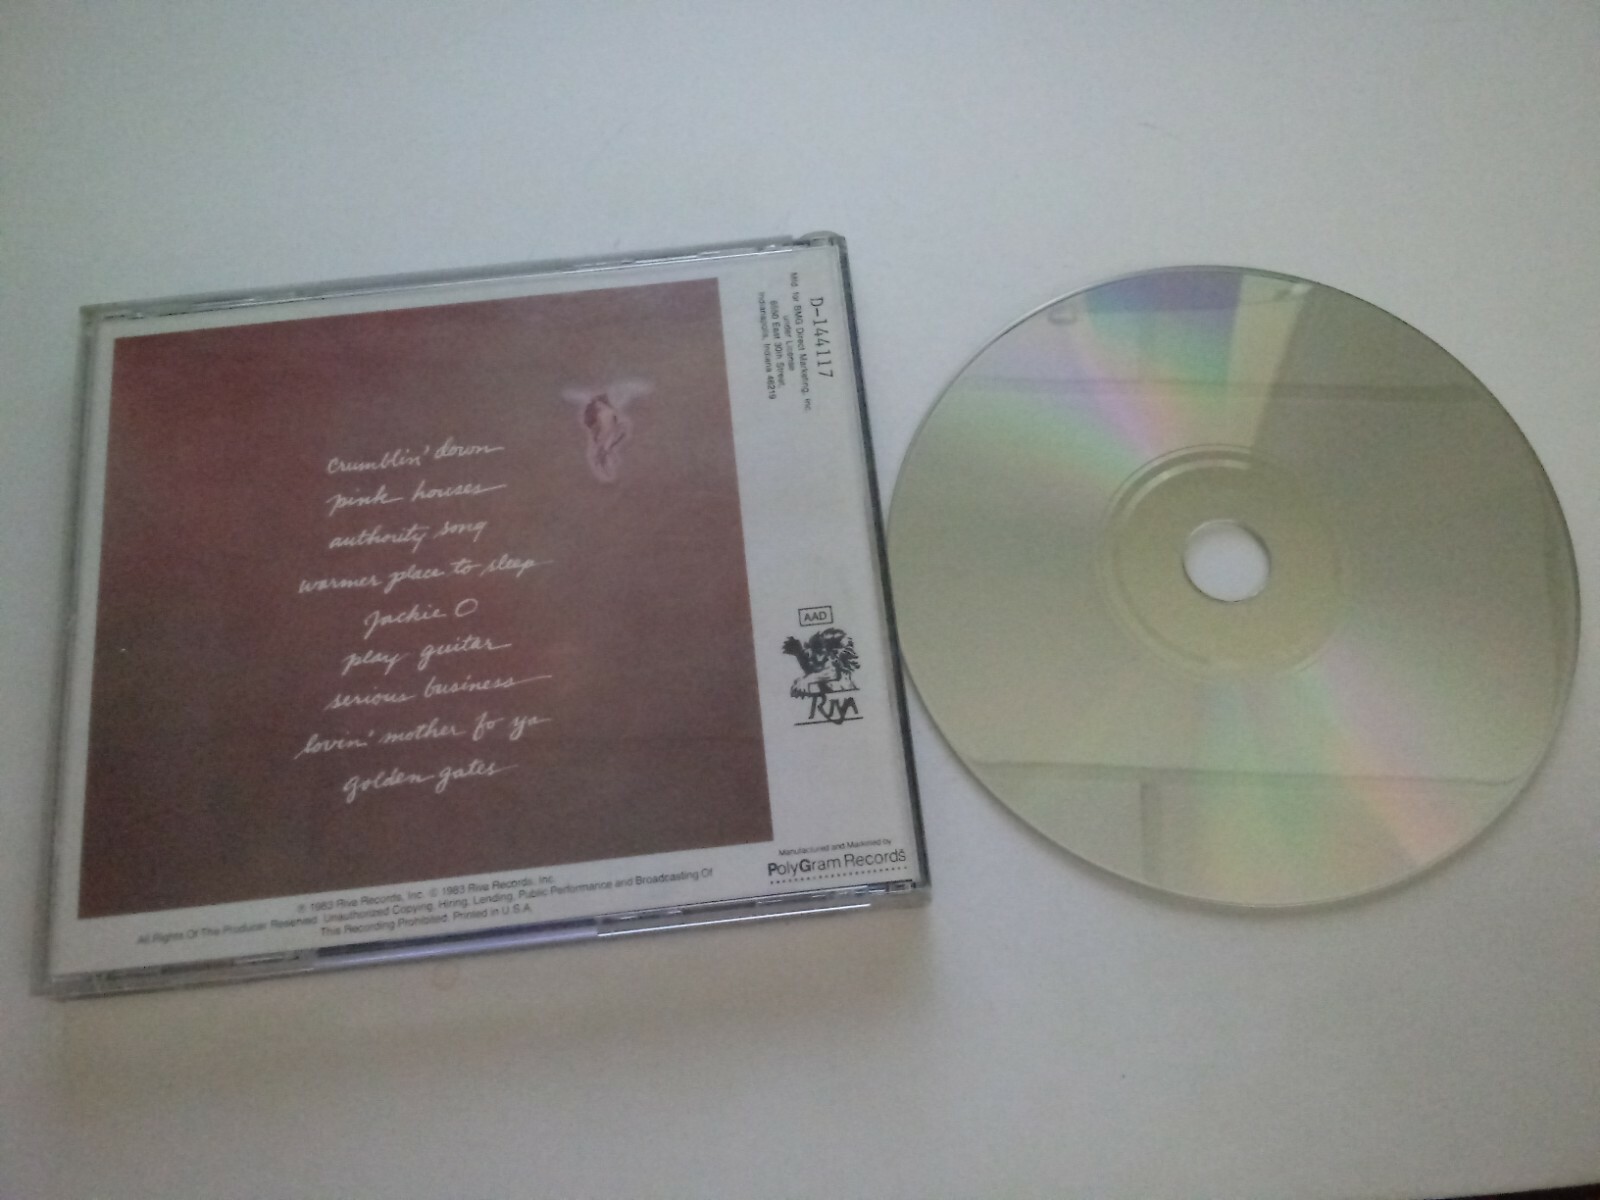 crumblin' down
pink houses
authority song
warmer place to sleep
Jackie O
play guitar
serious business
lovin' mother fo ya
golden gates
D-144117
Mfd. for BMG Direct Marketing, Inc.
under License
6550 East 30th Street,
Indianapolis, Indiana 46219
AAD
RIVA
Manufactured and Marketed by
PolyGram Records
℗ 1983 Riva Records, Inc. © 1983 Riva Records, Inc.
All Rights Of The Producer Reserved. Unauthorized Copying, Hiring, Lending, Public Performance and Broadcasting Of
This Recording Prohibited. Printed in U.S.A.